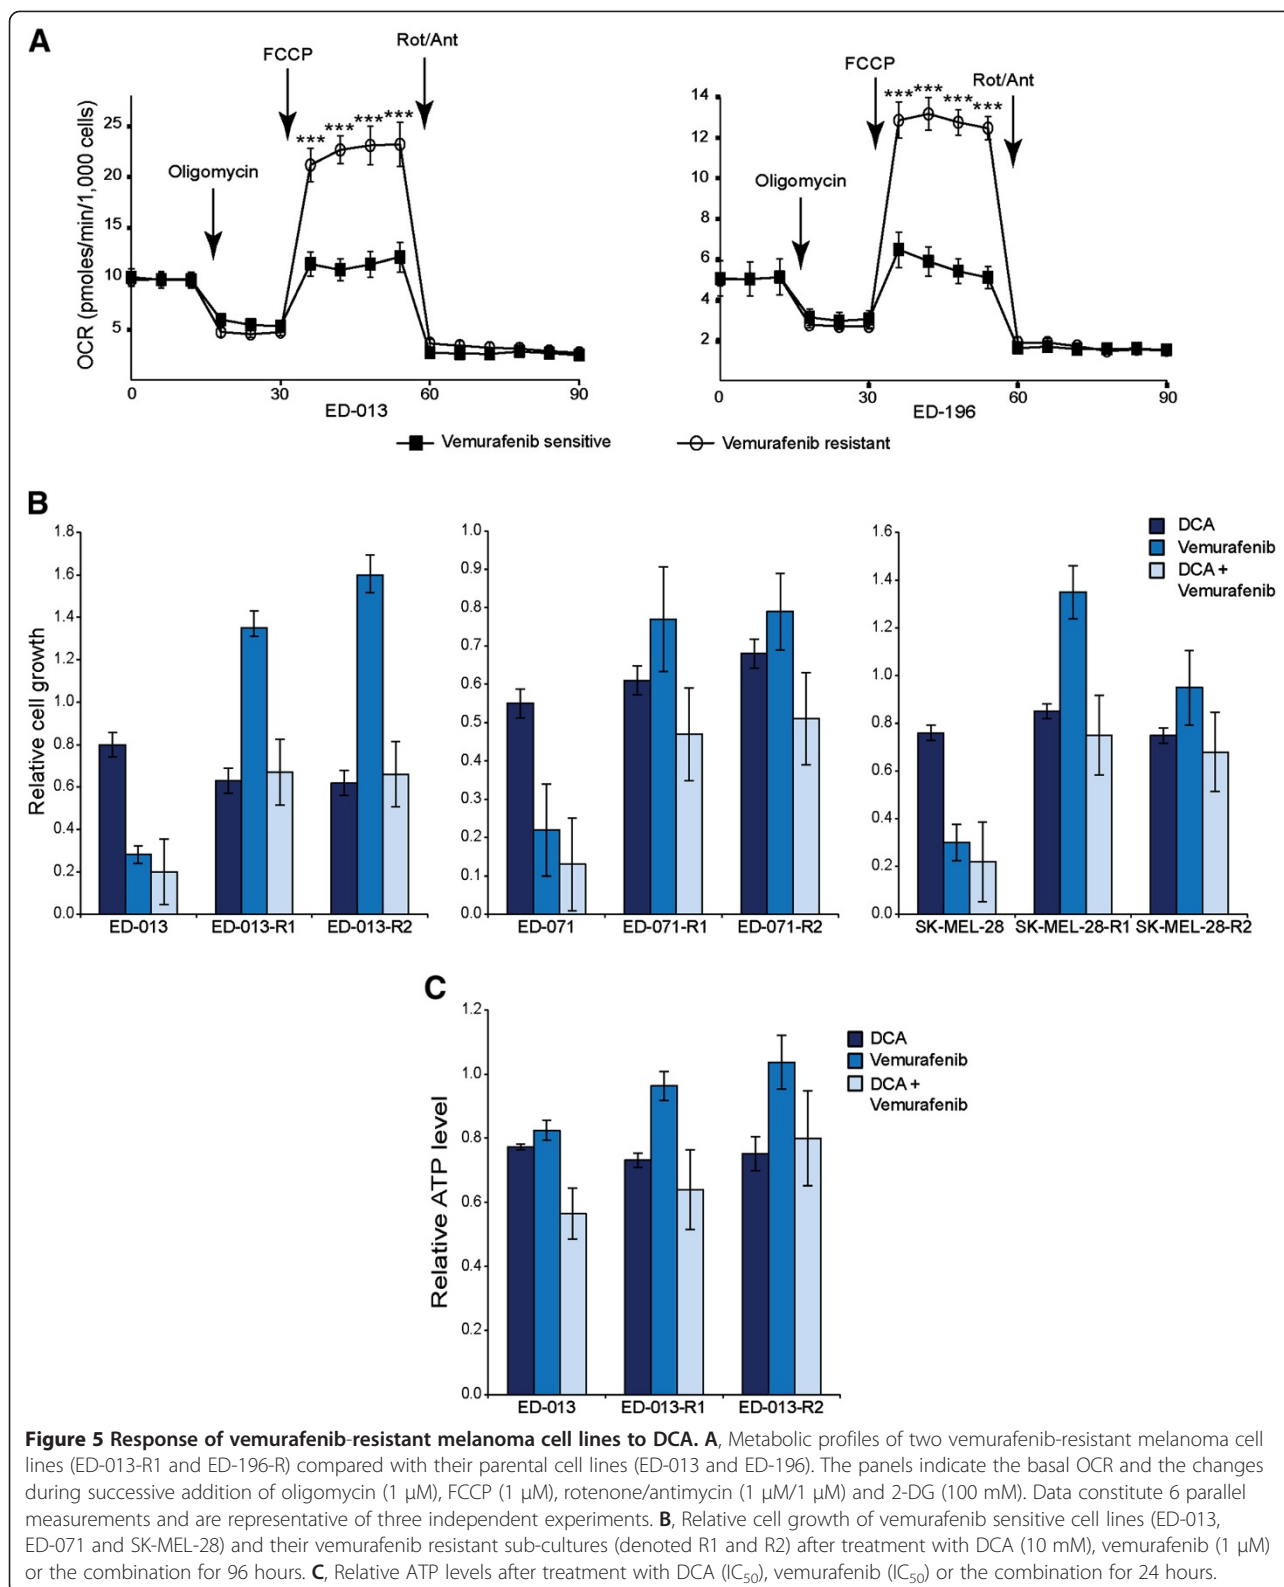 A
FCCP
Rot/Ant
Oligomycin
OCR (pmoles/min/1,000 cells)
25
20
15
10
5
*** *** *** ***
0 30 60 90
ED-013
FCCP
Rot/Ant
Oligomycin
14
12
10
8
6
4
2
*** *** *** ***
0 30 60 90
ED-196
Vemurafenib sensitive
Vemurafenib resistant
B
Relative cell growth
1.8
1.6
1.4
1.2
1.0
0.8
0.6
0.4
0.2
0.0
ED-013 ED-013-R1 ED-013-R2
1.0
0.9
0.8
0.7
0.6
0.5
0.4
0.3
0.2
0.1
0.0
ED-071 ED-071-R1 ED-071-R2
1.6
1.4
1.2
1.0
0.8
0.6
0.4
0.2
0.0
SK-MEL-28 SK-MEL-28-R1 SK-MEL-28-R2
DCA
Vemurafenib
DCA +
Vemurafenib
C
Relative ATP level
1.2
1.0
0.8
0.6
0.4
0.2
0.0
ED-013 ED-013-R1 ED-013-R2
DCA
Vemurafenib
DCA +
Vemurafenib
Figure 5 Response of vemurafenib-resistant melanoma cell lines to DCA. A, Metabolic profiles of two vemurafenib-resistant melanoma cell
lines (ED-013-R1 and ED-196-R) compared with their parental cell lines (ED-013 and ED-196). The panels indicate the basal OCR and the changes
during successive addition of oligomycin (1 μM), FCCP (1 μM), rotenone/antimycin (1 μM/1 μM) and 2-DG (100 mM). Data constitute 6 parallel
measurements and are representative of three independent experiments. B, Relative cell growth of vemurafenib sensitive cell lines (ED-013,
ED-071 and SK-MEL-28) and their vemurafenib resistant sub-cultures (denoted R1 and R2) after treatment with DCA (10 mM), vemurafenib (1 μM)
or the combination for 96 hours. C, Relative ATP levels after treatment with DCA (IC50), vemurafenib (IC50) or the combination for 24 hours.